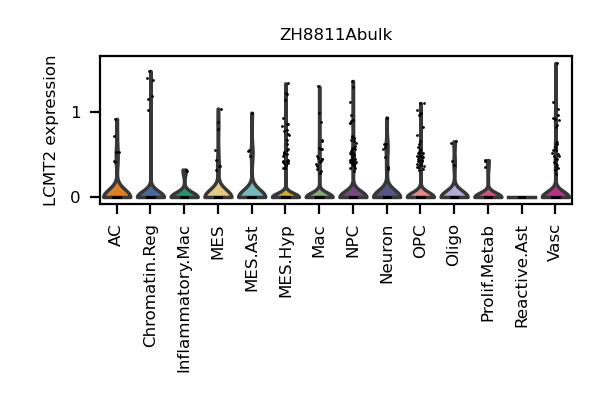 ZH8811Abulk
LCMT2 expression
1
0
AC
Chromatin.Reg
Inflammatory.Mac
MES
MES.Ast
MES.Hyp
Mac
NPC
Neuron
OPC
Oligo
Prolif.Metab
Reactive.Ast
Vasc